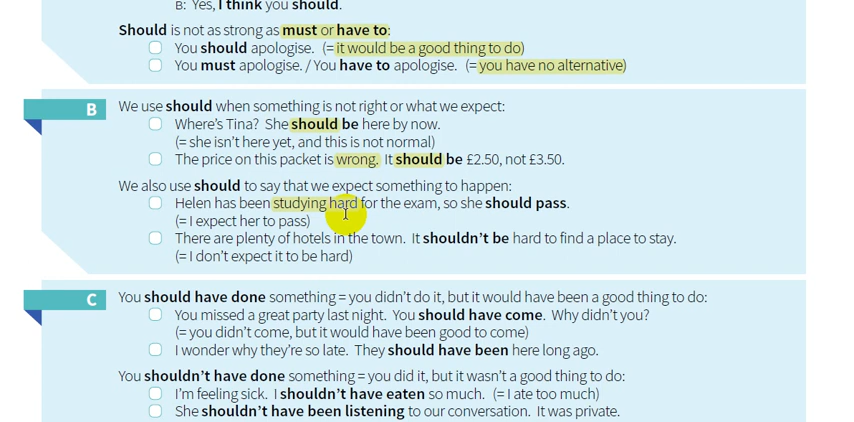 B: Yes, I think you should.
Should is not as strong as must or have to:
You should apologise. (= it would be a good thing to do)
You must apologise. / You have to apologise. (= you have no alternative)
B
We use should when something is not right or what we expect:
Where's Tina? She should be here by now.
(= she isn't here yet, and this is not normal)
The price on this packet is wrong. It should be £2.50, not £3.50.
We also use should to say that we expect something to happen:
Helen has been studying hard for the exam, so she should pass.
(= I expect her to pass)
There are plenty of hotels in the town. It shouldn't be hard to find a place to stay.
(= I don't expect it to be hard)
C
You should have done something = you didn't do it, but it would have been a good thing to do:
You missed a great party last night. You should have come. Why didn't you?
(= you didn't come, but it would have been good to come)
I wonder why they're so late. They should have been here long ago.
You shouldn't have done something = you did it, but it wasn't a good thing to do:
I'm feeling sick. I shouldn't have eaten so much. (= I ate too much)
She shouldn't have been listening to our conversation. It was private.